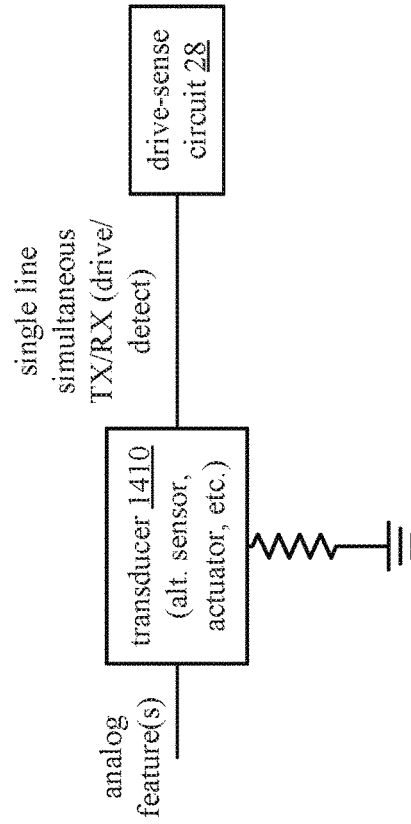 analog
feature(s)
transducer 1410
(alt. sensor,
actuator, etc.)
single line
simultaneous
TX/RX (drive/
detect)
drive-sense
circuit 28